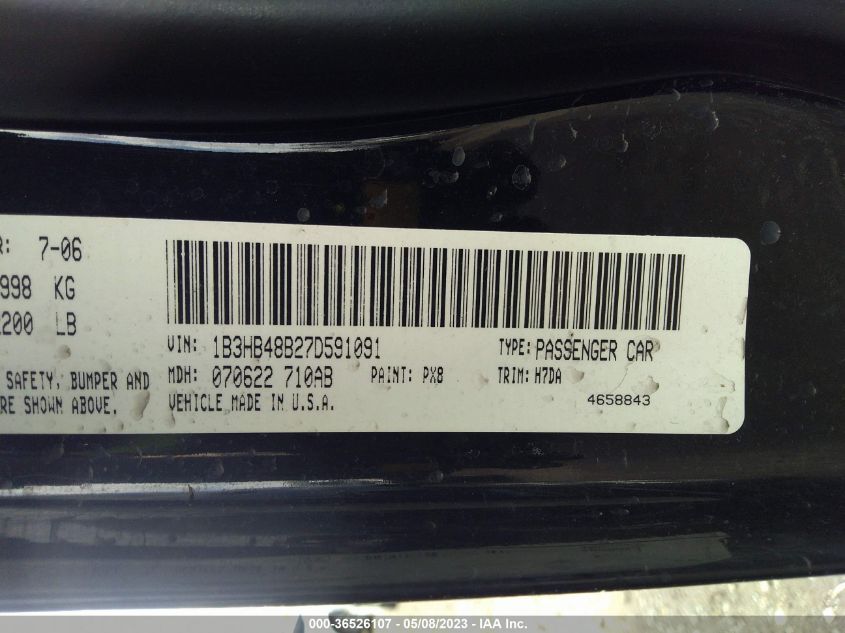 R: 7-06
998 KG
200 LB
VIN: 1B3HB48B27D591091 TYPE: PASSENGER CAR
SAFETY, BUMPER AND MDH: 070622 710AB PAINT: PX8 TRIM: H7DA
RE SHOWN ABOVE. VEHICLE MADE IN U.S.A. 4658843
000-36526107 - 05/08/2023 - IAA Inc.